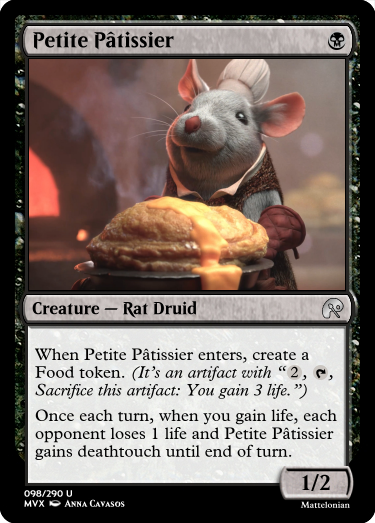 Petite Pâtissier
Creature — Rat Druid
When Petite Pâtissier enters, create a
Food token. (It's an artifact with “2, ,
Sacrifice this artifact: You gain 3 life.”)
Once each turn, when you gain life, each
opponent loses 1 life and Petite Pâtissier
gains deathtouch until end of turn.
1/2
098/290 U
MVX Anna Cavasos
Mattelonian